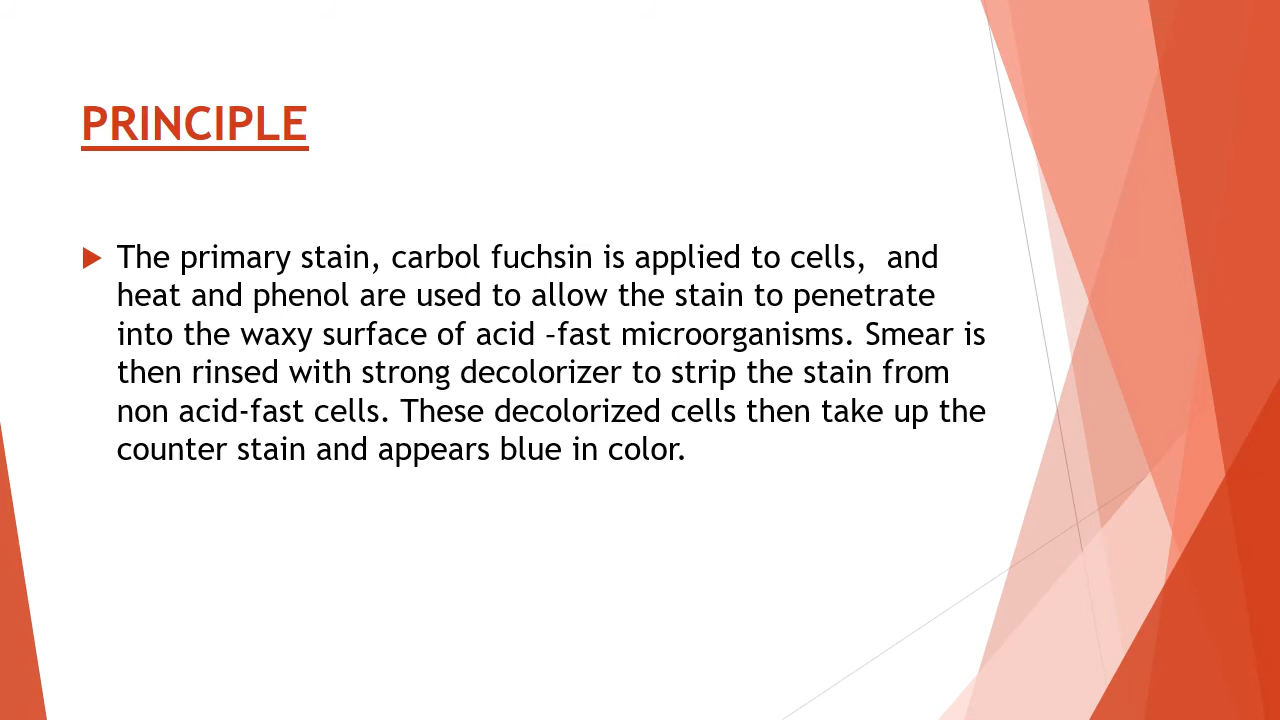 PRINCIPLE
The primary stain, carbol fuchsin is applied to cells,  and
heat and phenol are used to allow the stain to penetrate
into the waxy surface of acid –fast microorganisms. Smear is
then rinsed with strong decolorizer to strip the stain from
non acid-fast cells. These decolorized cells then take up the
counter stain and appears blue in color.